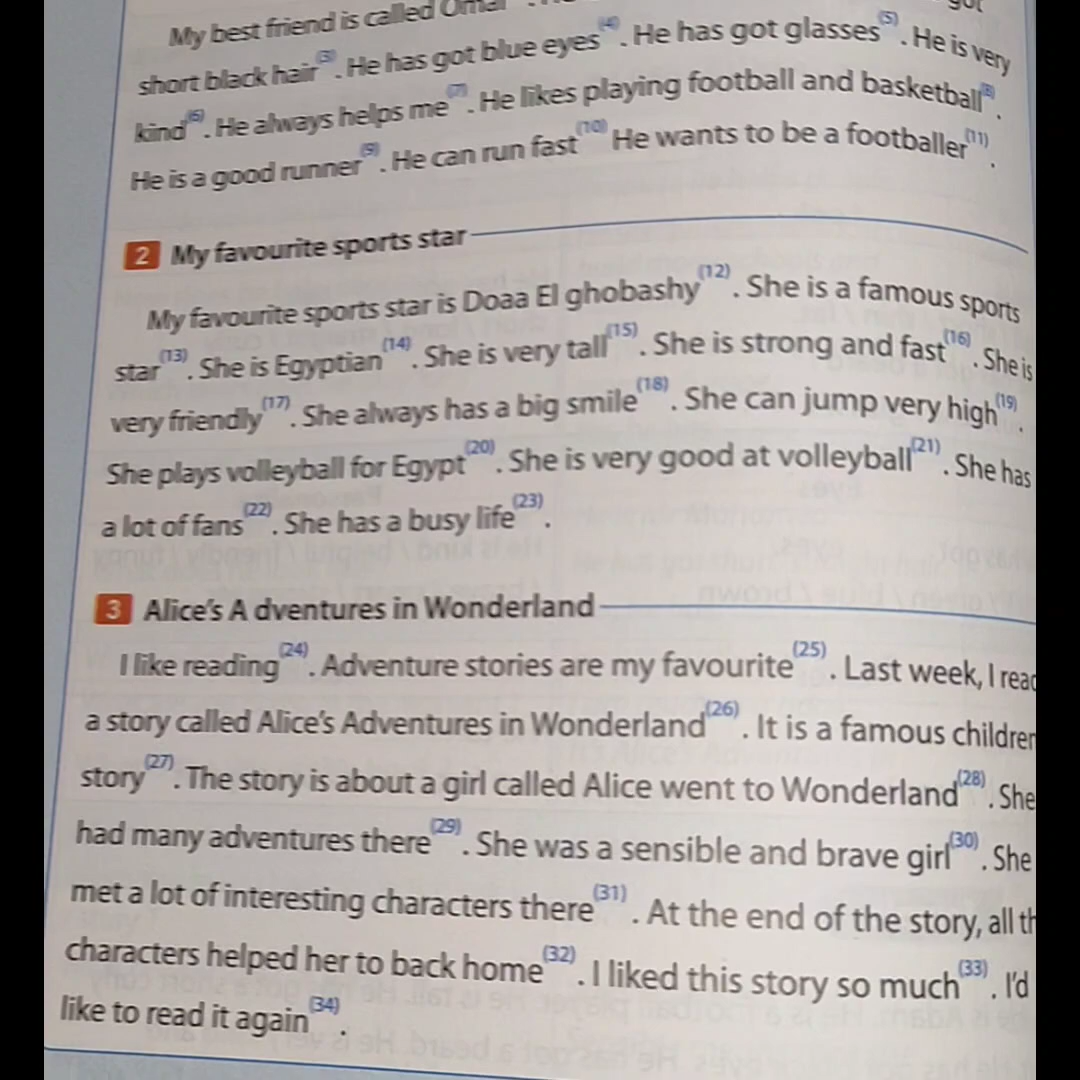 My best friend is called Omar
short black hair(3). He has got blue eyes(4). He has got glasses(5). He is very
kind(6). He always helps me(7). He likes playing football and basketball(8).
He is a good runner(9). He can run fast(10) He wants to be a footballer(11).
2 My favourite sports star
My favourite sports star is Doaa El ghobashy(12). She is a famous sports
star(13). She is Egyptian(14). She is very tall(15). She is strong and fast(16). She is
very friendly(17). She always has a big smile(18). She can jump very high(19).
She plays volleyball for Egypt(20). She is very good at volleyball(21). She has
a lot of fans(22). She has a busy life(23).
3 Alice's A dventures in Wonderland
I like reading(24). Adventure stories are my favourite(25). Last week, I read
a story called Alice's Adventures in Wonderland(26). It is a famous children
story(27). The story is about a girl called Alice went to Wonderland(28). She
had many adventures there(29). She was a sensible and brave girl(30). She
met a lot of interesting characters there(31). At the end of the story, all th
characters helped her to back home(32). I liked this story so much(33). I'd
like to read it again(34).